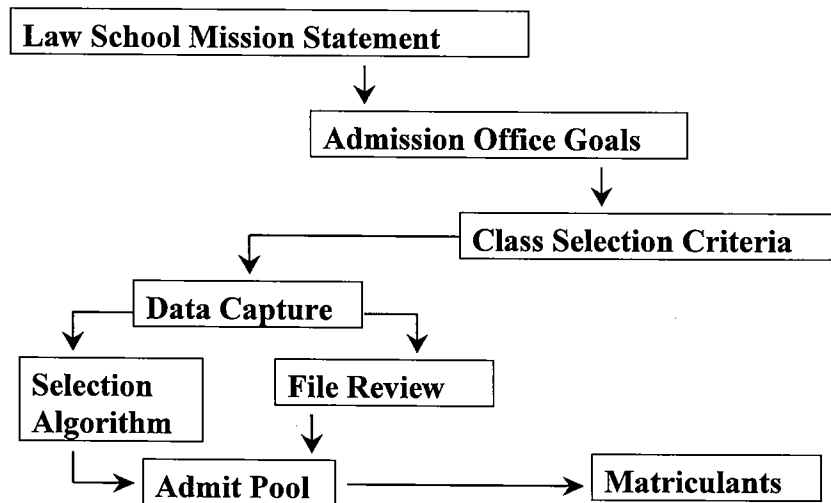 Law School Mission Statement
Admission Office Goals
Class Selection Criteria
Data Capture
Selection
Algorithm
File Review
Admit Pool
Matriculants